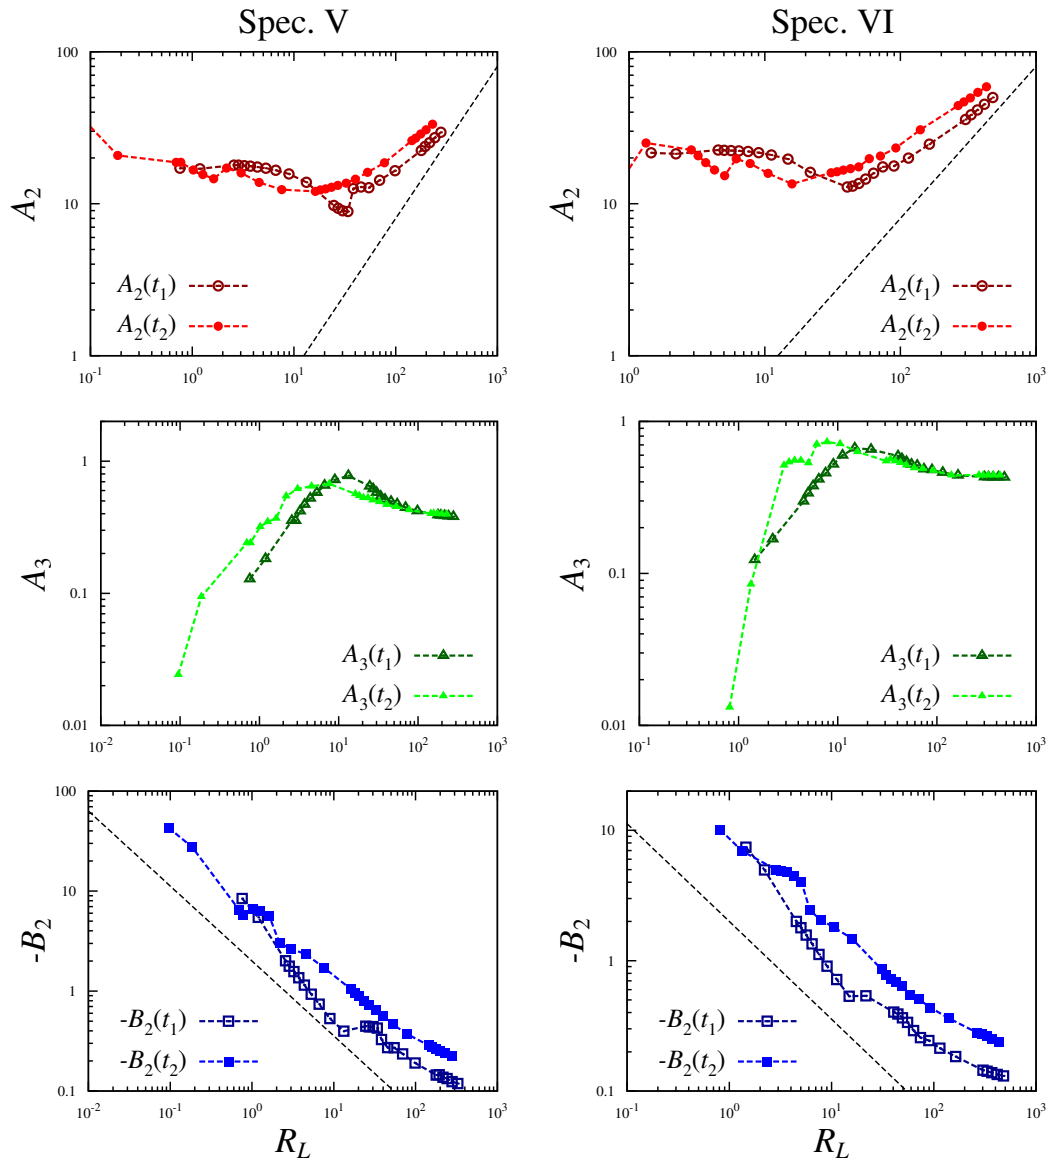 Spec. V
Spec. VI
A₂
100
10
1
A₂(t₁)
A₂(t₂)
10⁻¹ 10⁰ 10¹ 10² 10³
A₂
100
10
1
A₂(t₁)
A₂(t₂)
10⁰ 10¹ 10² 10³
A₃
1
0.1
0.01
A₃(t₁)
A₃(t₂)
10⁻² 10⁻¹ 10⁰ 10¹ 10² 10³
A₃
1
0.1
0.01
A₃(t₁)
A₃(t₂)
10⁻¹ 10⁰ 10¹ 10² 10³
-B₂
100
10
1
0.1
-B₂(t₁)
-B₂(t₂)
10⁻² 10⁻¹ 10⁰ 10¹ 10² 10³
R_L
-B₂
10
1
0.1
-B₂(t₁)
-B₂(t₂)
10⁻¹ 10⁰ 10¹ 10² 10³
R_L